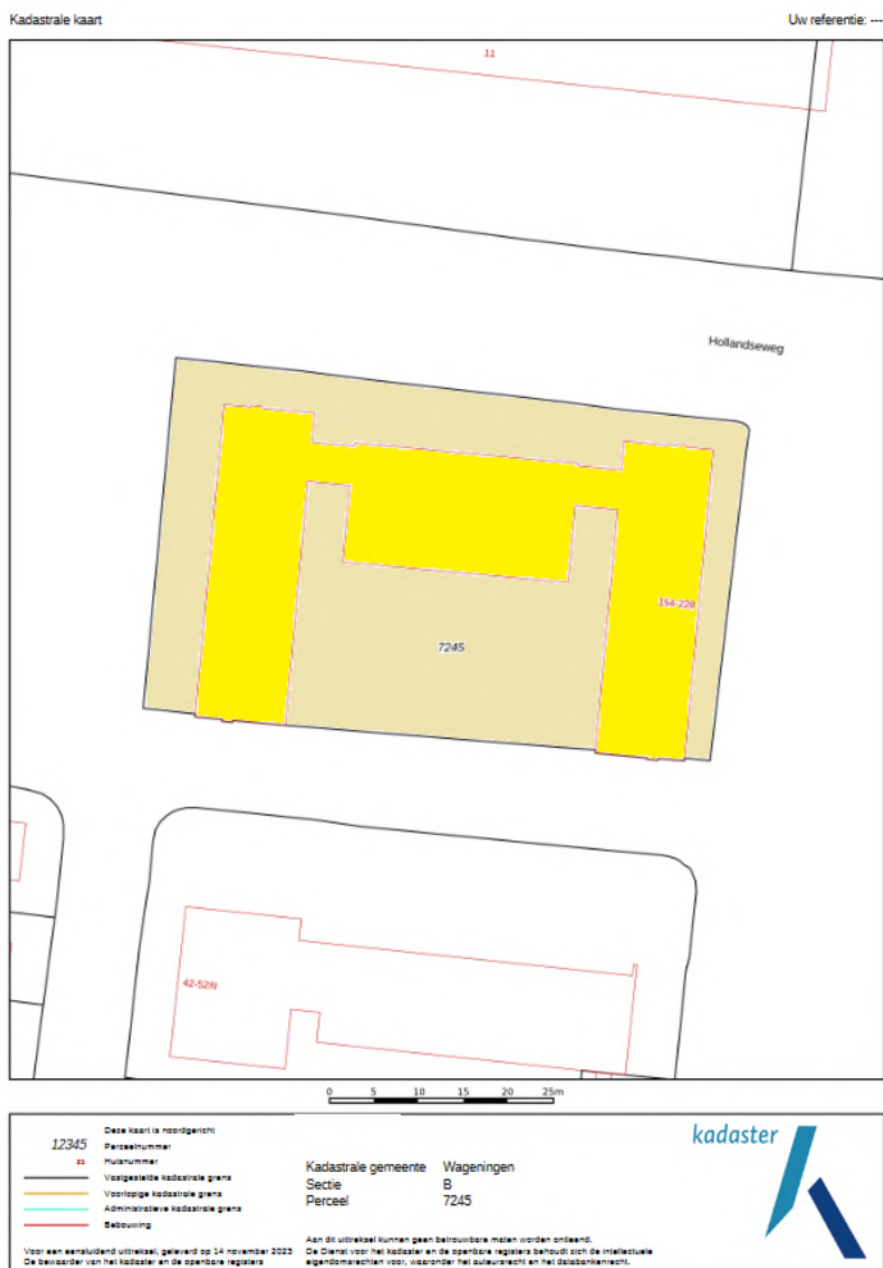 Kadastrale kaart
Uw referentie: ---
11
Hollandseweg
7245
42-52/II
0 5 10 15 20 25m
Deze kaart is noordgericht
12345 Perceelnummer
Huisnummer
Vastgestelde kadastrale grens
Voorlopige kadastrale grens
Administratieve kadastrale grens
Bebouwing
Voor een eensluidend uittreksel, geleverd op 14 november 2023
De bewaarder van het kadaster en de openbare registers
Kadastrale gemeente Wageningen
Sectie B
Perceel 7245
Aan dit uittreksel kunnen geen betrouwbare maten worden ontleend.
De Dienst voor het kadaster en de openbare registers behoudt zich de intellectuele
eigendomsrechten voor, waaronder het auteursrecht en het databankenrecht.
kadaster